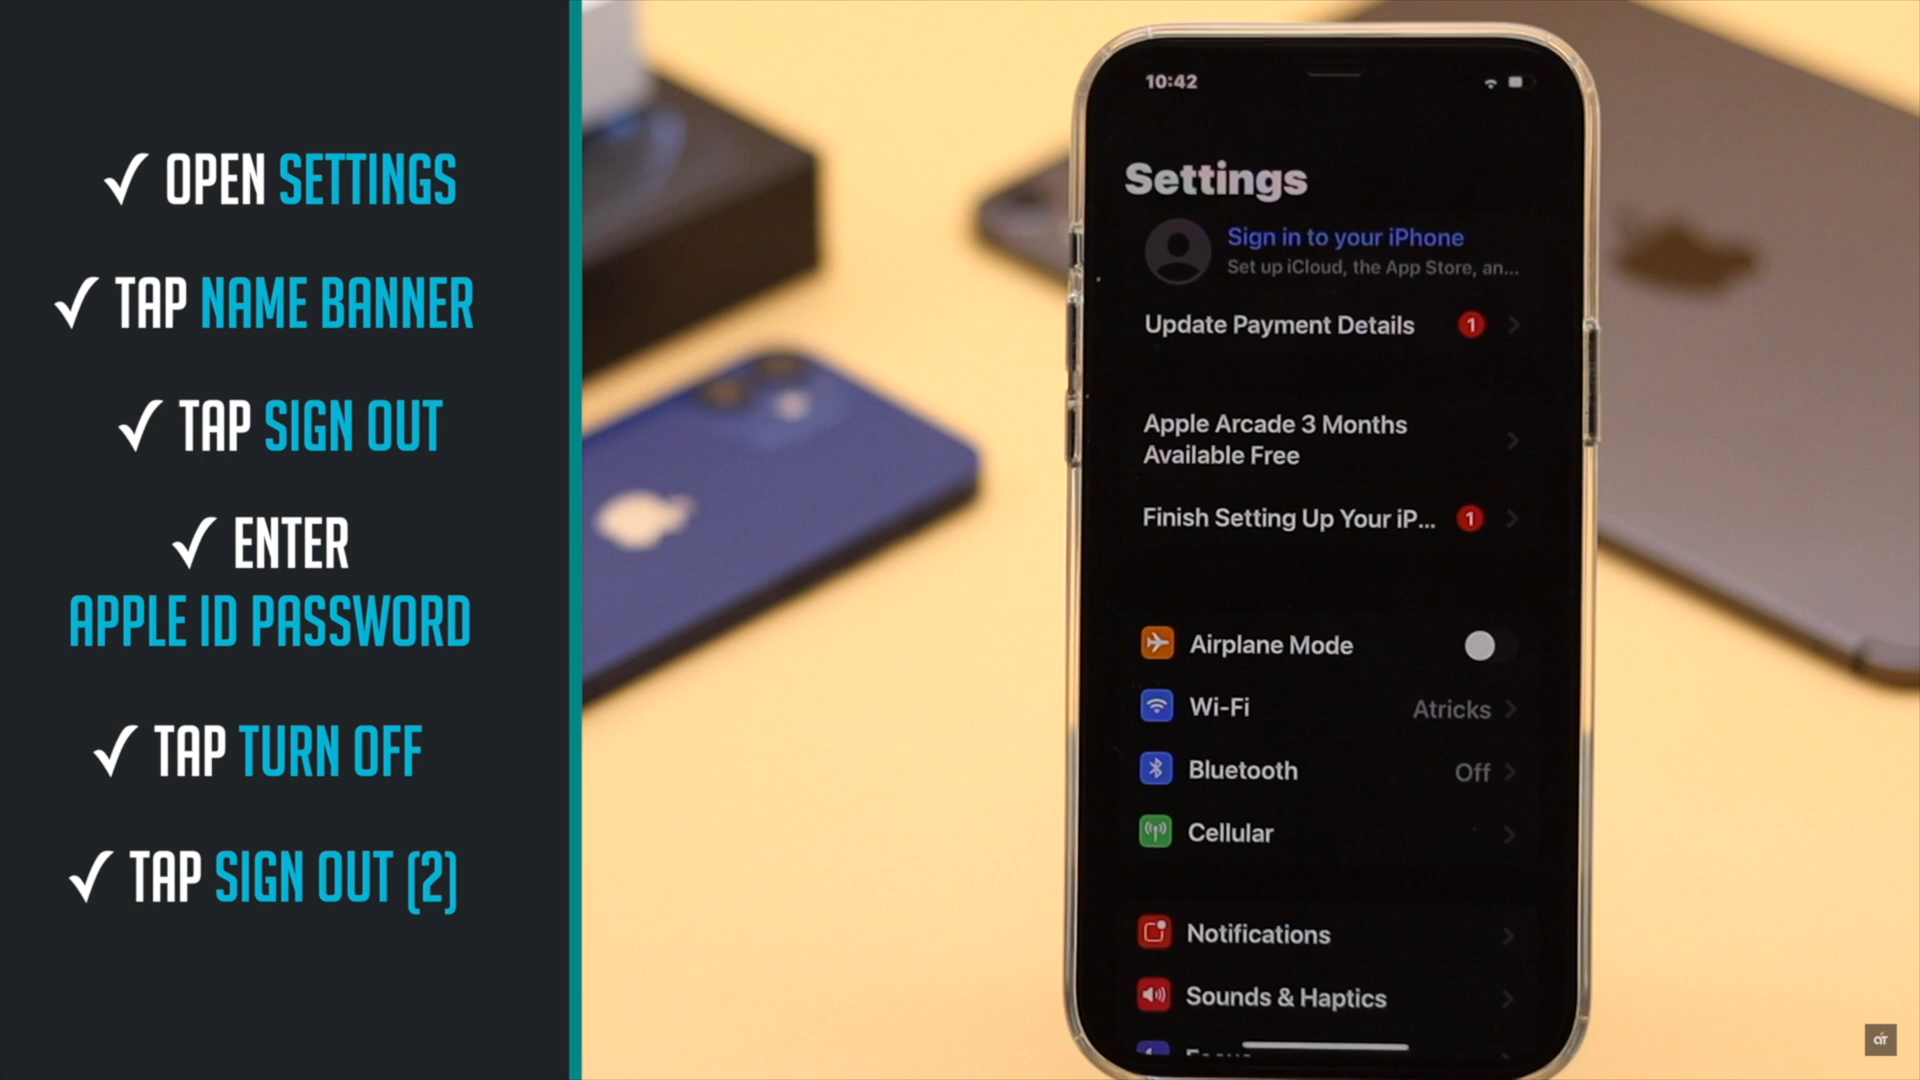 ✓ OPEN SETTINGS
✓ TAP NAME BANNER
✓ TAP SIGN OUT
✓ ENTER
APPLE ID PASSWORD
✓ TAP TURN OFF
✓ TAP SIGN OUT (2)
10:42
Settings
Sign in to your iPhone
Set up iCloud, the App Store, an...
Update Payment Details 1
Apple Arcade 3 Months
Available Free
Finish Setting Up Your iP... 1
Airplane Mode
Wi-Fi Atricks
Bluetooth Off
Cellular
Notifications
Sounds & Haptics